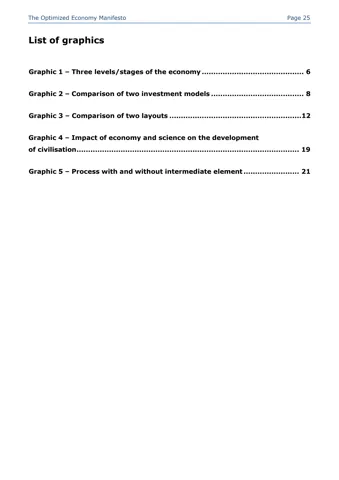 The Optimized Economy Manifesto Page 25
List of graphics
Graphic 1 – Three levels/stages of the economy ............................................ 6
Graphic 2 – Comparison of two investment models ........................................ 8
Graphic 3 – Comparison of two layouts .........................................................12
Graphic 4 – Impact of economy and science on the development
of civilisation................................................................................................ 19
Graphic 5 – Process with and without intermediate element........................ 21